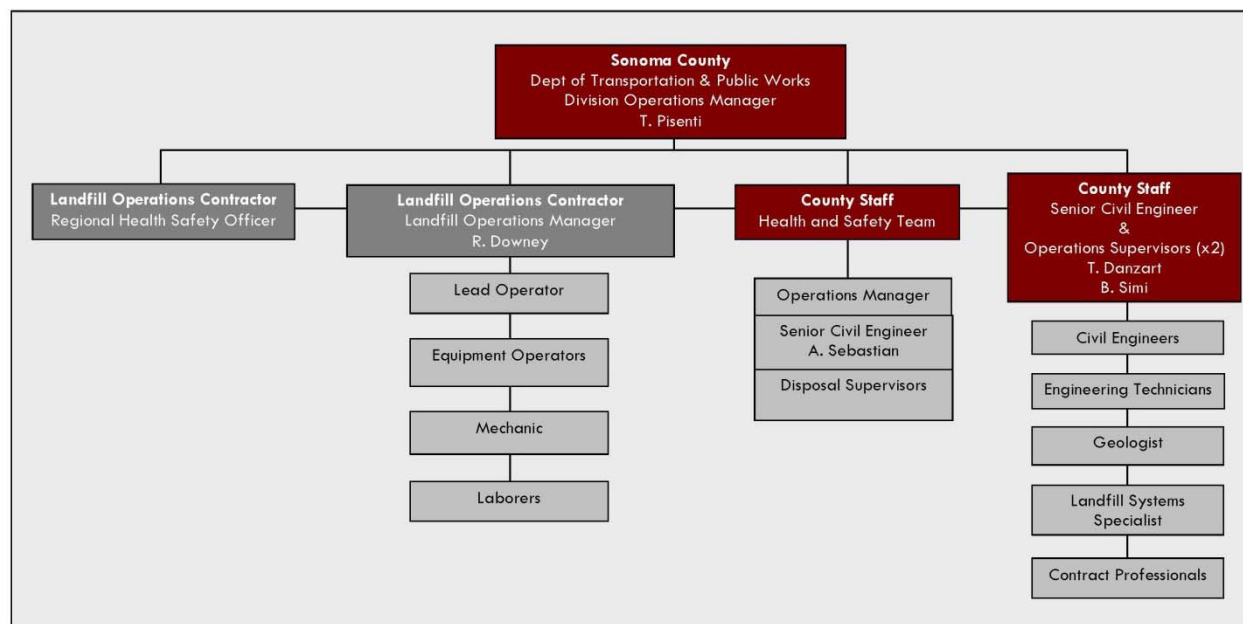 Sonoma County
Dept of Transportation & Public Works
Division Operations Manager
T. Pisenti
Landfill Operations Contractor
Regional Health Safety Officer
Landfill Operations Contractor
Landfill Operations Manager
R. Downey
County Staff
Health and Safety Team
County Staff
Senior Civil Engineer
&
Operations Supervisors (x2)
T. Danzart
B. Simi
Lead Operator
Equipment Operators
Mechanic
Laborers
Operations Manager
Senior Civil Engineer
A. Sebastian
Disposal Supervisors
Civil Engineers
Engineering Technicians
Geologist
Landfill Systems
Specialist
Contract Professionals